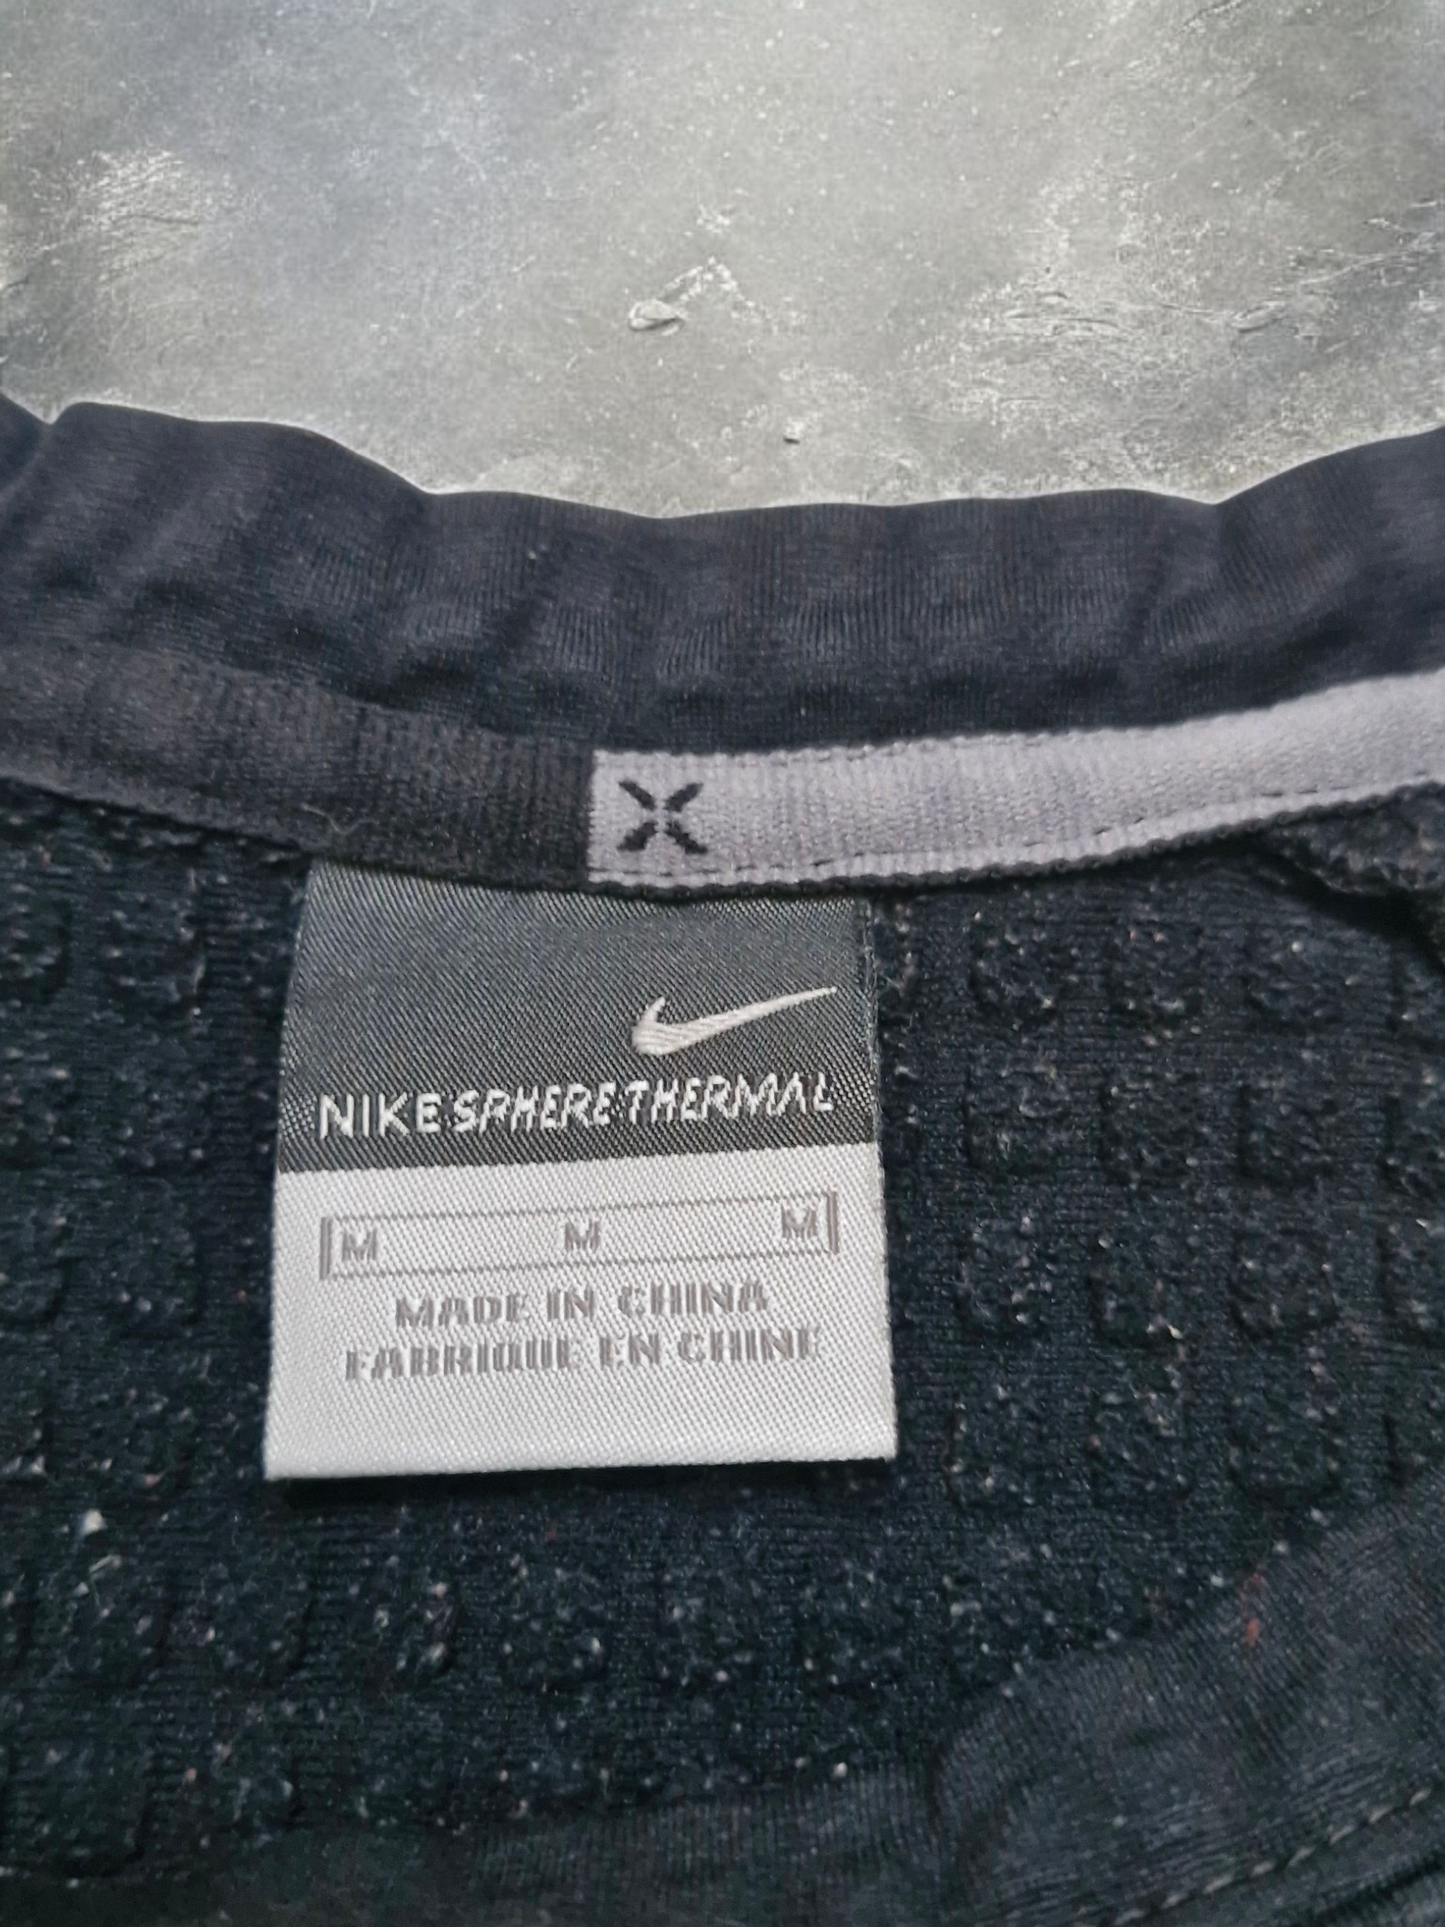 NIKE SPHERE THERMAL
M M M
MADE IN CHINA
FABRIQUE EN CHINE